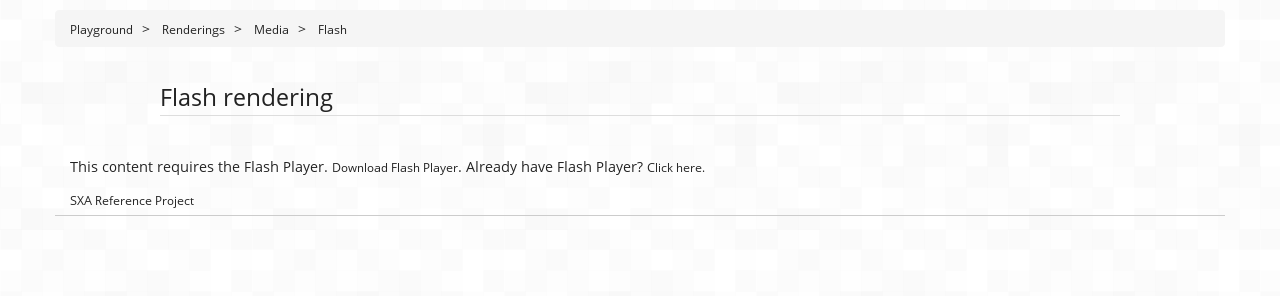 Playground > Renderings > Media > Flash
Flash rendering
This content requires the Flash Player. Download Flash Player. Already have Flash Player? Click here.
SXA Reference Project